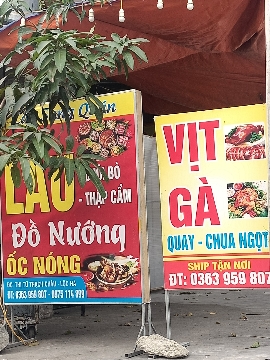 Quán
LẨU
BÒ
- THẬP CẨM
Đồ Nướng
ỐC NÓNG
VỊT
GÀ
QUAY - CHUA NGỌT
SHIP TẬN NƠI
ĐT: 0363 959 807